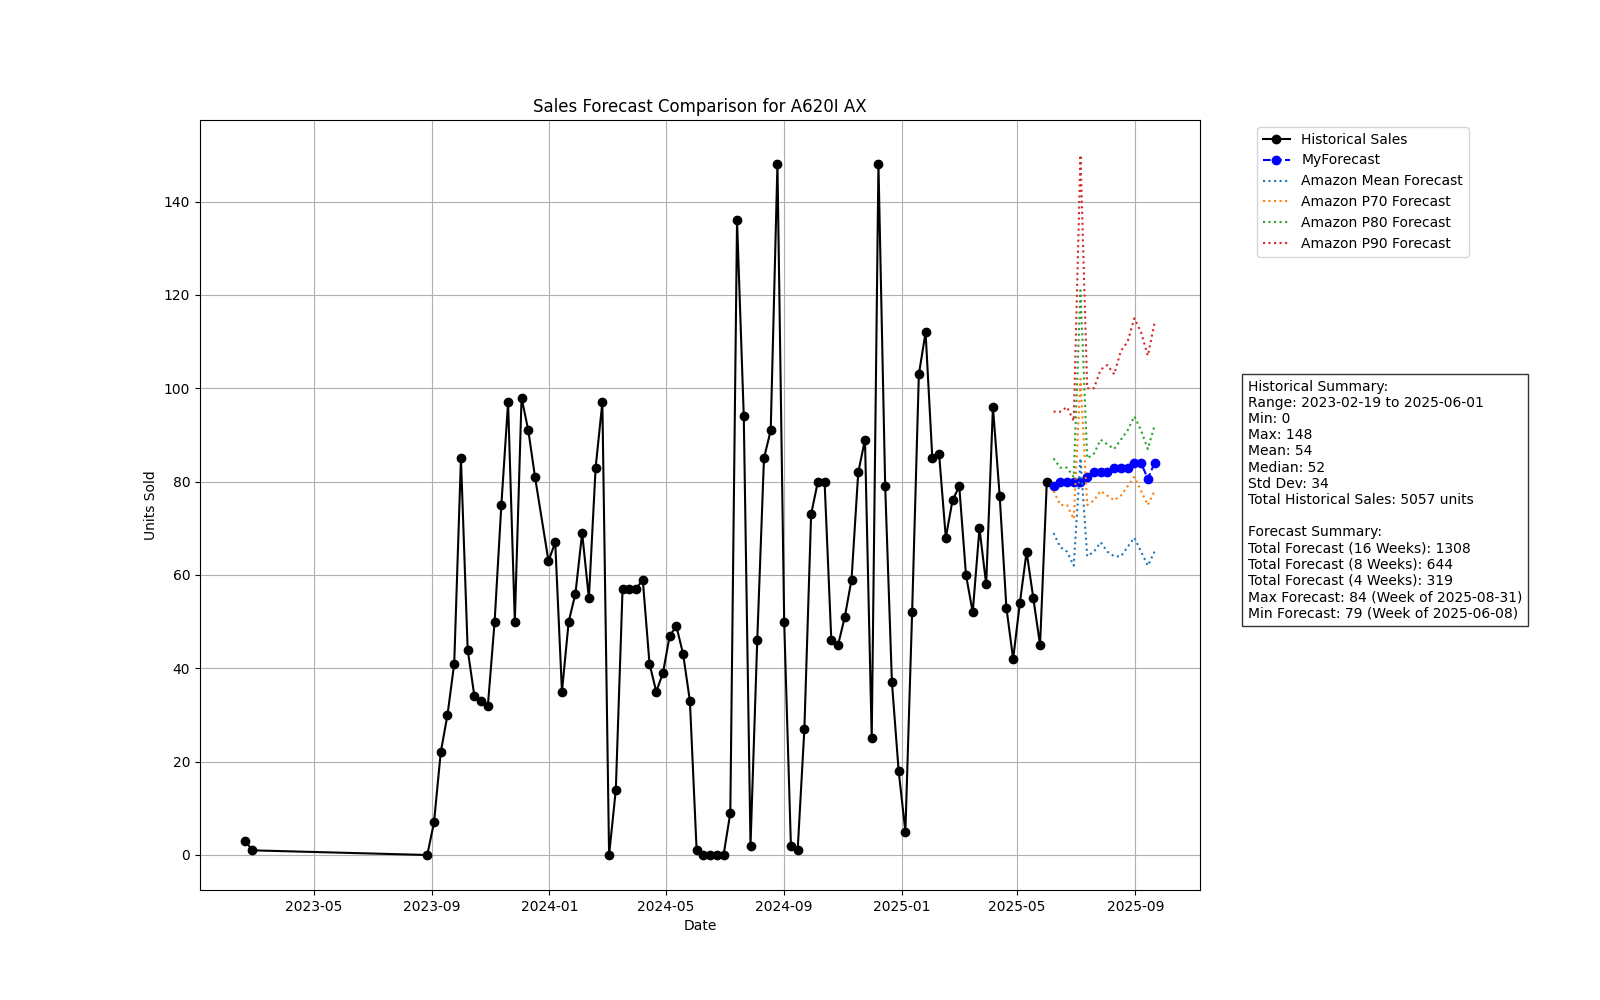 Sales Forecast Comparison for A620I AX
Historical Sales
MyForecast
Amazon Mean Forecast
Amazon P70 Forecast
Amazon P80 Forecast
Amazon P90 Forecast
140
120
100
80
60
40
20
0
Units Sold
Historical Summary:
Range: 2023-02-19 to 2025-06-01
Min: 0
Max: 148
Mean: 54
Median: 52
Std Dev: 34
Total Historical Sales: 5057 units
Forecast Summary:
Total Forecast (16 Weeks): 1308
Total Forecast (8 Weeks): 644
Total Forecast (4 Weeks): 319
Max Forecast: 84 (Week of 2025-08-31)
Min Forecast: 79 (Week of 2025-06-08)
2023-05 2023-09 2024-01 2024-05 2024-09 2025-01 2025-05 2025-09
Date